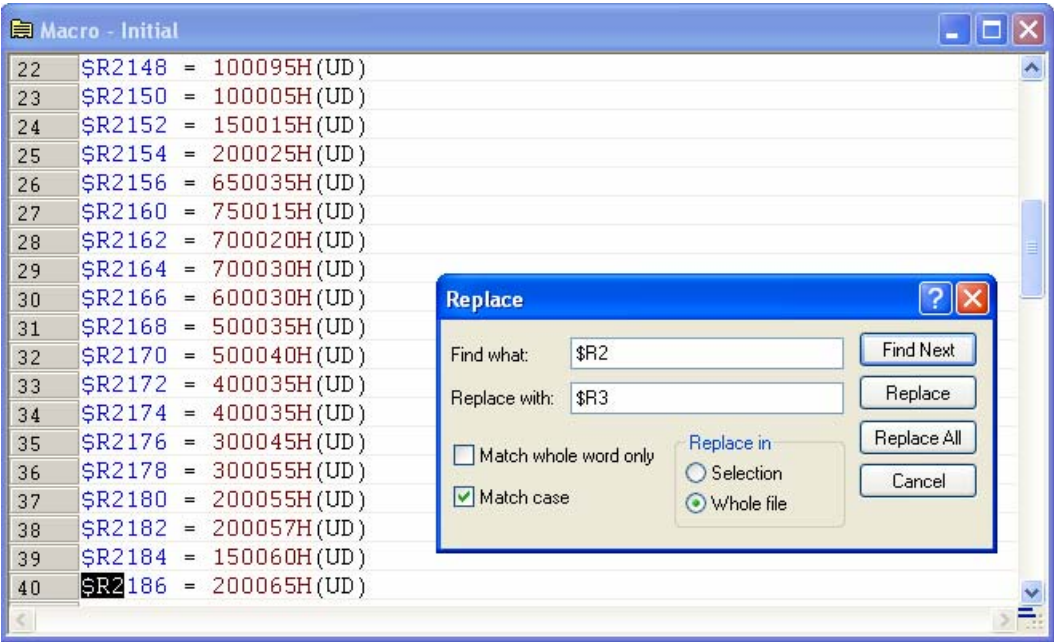 Macro - Initial
22 $R2148 = 100095H(UD)
23 $R2150 = 100005H(UD)
24 $R2152 = 150015H(UD)
25 $R2154 = 200025H(UD)
26 $R2156 = 650035H(UD)
27 $R2160 = 750015H(UD)
28 $R2162 = 700020H(UD)
29 $R2164 = 700030H(UD)
30 $R2166 = 600030H(UD)
31 $R2168 = 500035H(UD)
32 $R2170 = 500040H(UD)
33 $R2172 = 400035H(UD)
34 $R2174 = 400035H(UD)
35 $R2176 = 300045H(UD)
36 $R2178 = 300055H(UD)
37 $R2180 = 200055H(UD)
38 $R2182 = 200057H(UD)
39 $R2184 = 150060H(UD)
40 $R2186 = 200065H(UD)
Replace
Find what: $R2 Find Next
Replace with: $R3 Replace
Replace All
Match whole word only Replace in
Selection Cancel
Match case Whole file